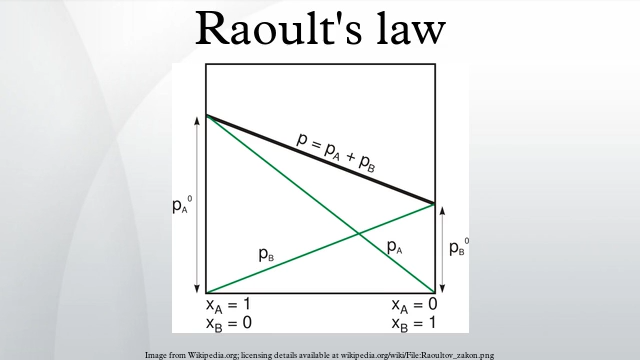 Raoult's law
p = pA + pB
pA0
pB
pA
pB0
xA = 1
xB = 0
xA = 0
xB = 1
Image from Wikipedia.org; licensing details available at wikipedia.org/wiki/File:Raoultov_zakon.png